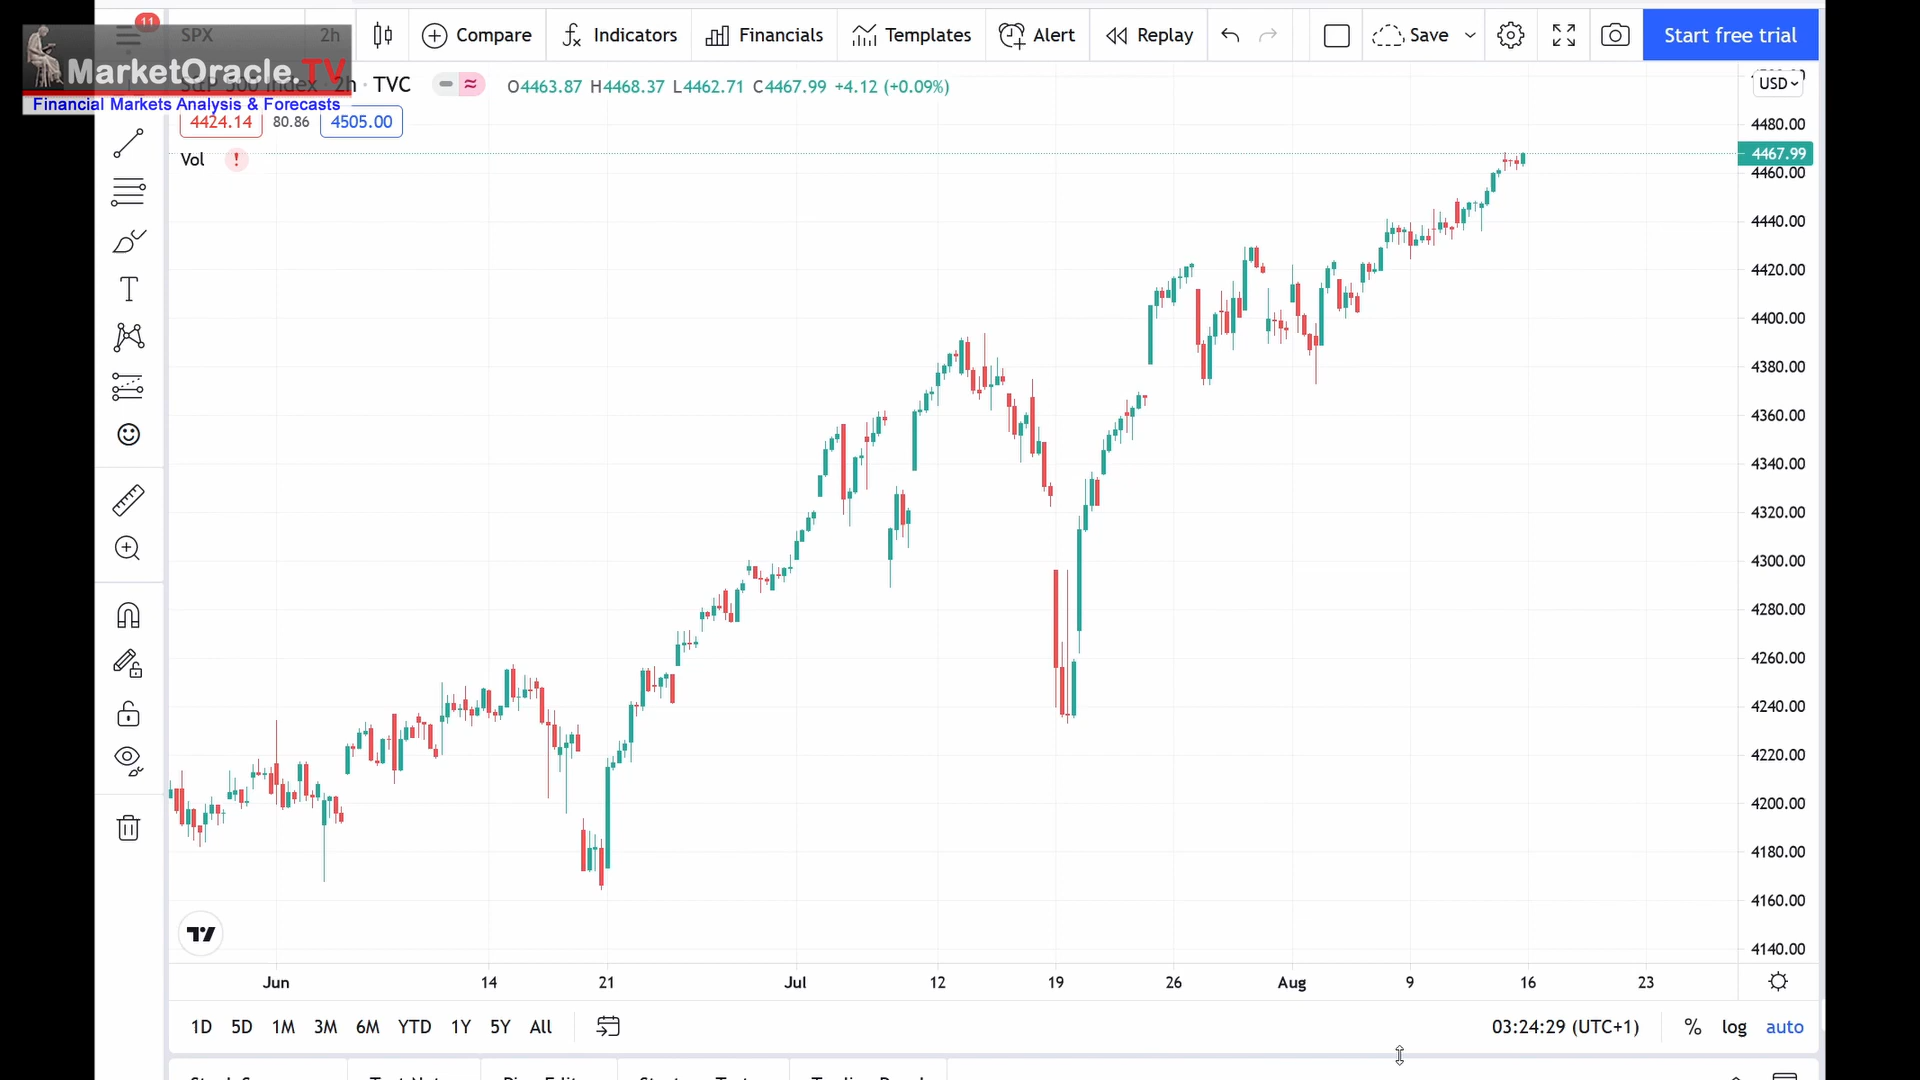 11
SPX 2h Compare Indicators Financials Templates Alert Replay Save Start free trial
MarketOracle.TV
S&P 500 Index · 2h · TVC O4463.87 H4468.37 L4462.71 C4467.99 +4.12 (+0.09%)
Financial Markets Analysis & Forecasts
4424.14 80.86 4505.00
Vol !
USD
4480.00
4467.99
4460.00
4440.00
4420.00
4400.00
4380.00
4360.00
4340.00
4320.00
4300.00
4280.00
4260.00
4240.00
4220.00
4200.00
4180.00
4160.00
4140.00
Jun 14 21 Jul 12 19 26 Aug 9 16 23
1D 5D 1M 3M 6M YTD 1Y 5Y All 03:24:29 (UTC+1) % log auto